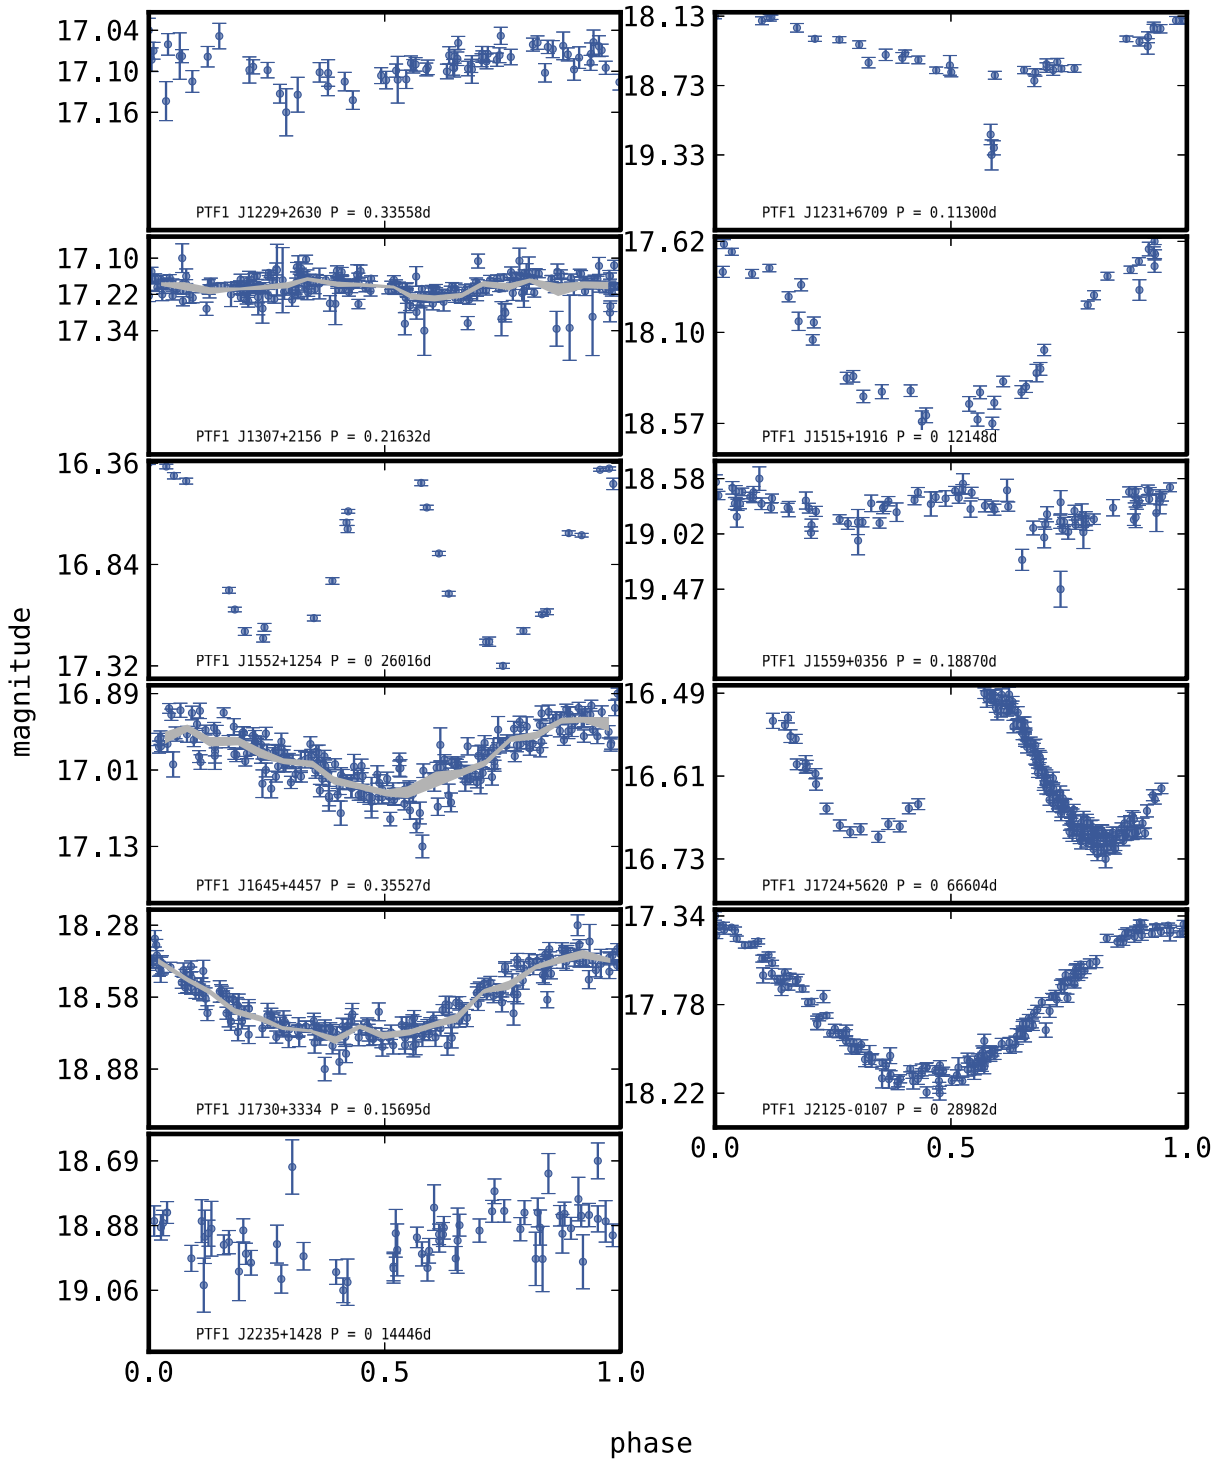 17.04
17.10
17.16
PTF1 J1229+2630 P = 0.33558d
18.13
18.73
19.33
PTF1 J1231+6709 P = 0.11300d
17.10
17.22
17.34
PTF1 J1307+2156 P = 0.21632d
17.62
18.10
18.57
PTF1 J1515+1916 P = 0 12148d
16.36
16.84
17.32
PTF1 J1552+1254 P = 0 26016d
18.58
19.02
19.47
PTF1 J1559+0356 P = 0.18870d
magnitude
16.89
17.01
17.13
PTF1 J1645+4457 P = 0.35527d
16.49
16.61
16.73
PTF1 J1724+5620 P = 0 66604d
18.28
18.58
18.88
PTF1 J1730+3334 P = 0.15695d
17.34
17.78
18.22
PTF1 J2125-0107 P = 0 28982d
0.0 0.5 1.0
18.69
18.88
19.06
PTF1 J2235+1428 P = 0 14446d
0.0 0.5 1.0
phase